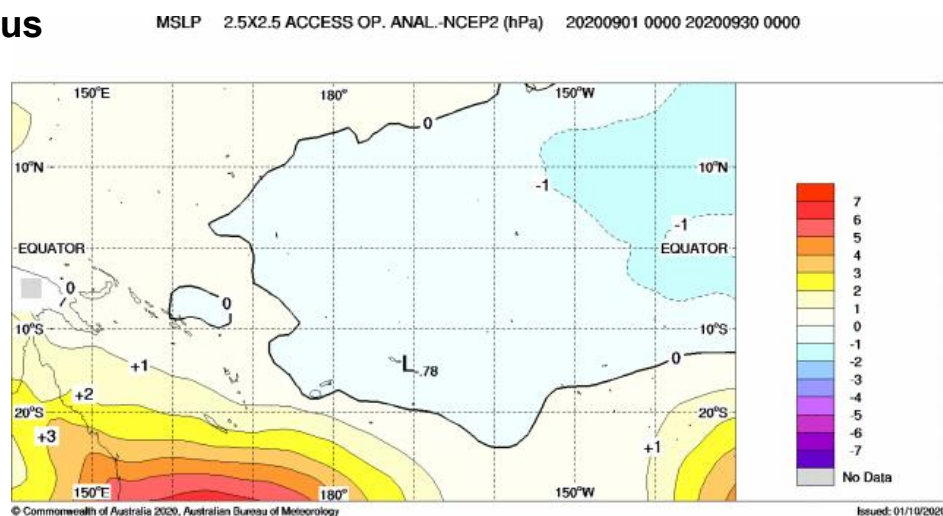 us
MSLP 2.5X2.5 ACCESS OP. ANAL.-NCEP2 (hPa) 20200901 0000 20200930 0000
150°E 180° 150°W
0
10°N 10°N
-1
-1
EQUATOR EQUATOR
0
0
10°S 10°S
0
+1
L.78
+2
20°S 20°S
+3
+1
150°E 180° 150°W
7
6
5
4
3
2
1
0
-1
-2
-3
-4
-5
-6
-7
No Data
© Commonwealth of Australia 2020, Australian Bureau of Meteorology
Issued: 01/10/2020